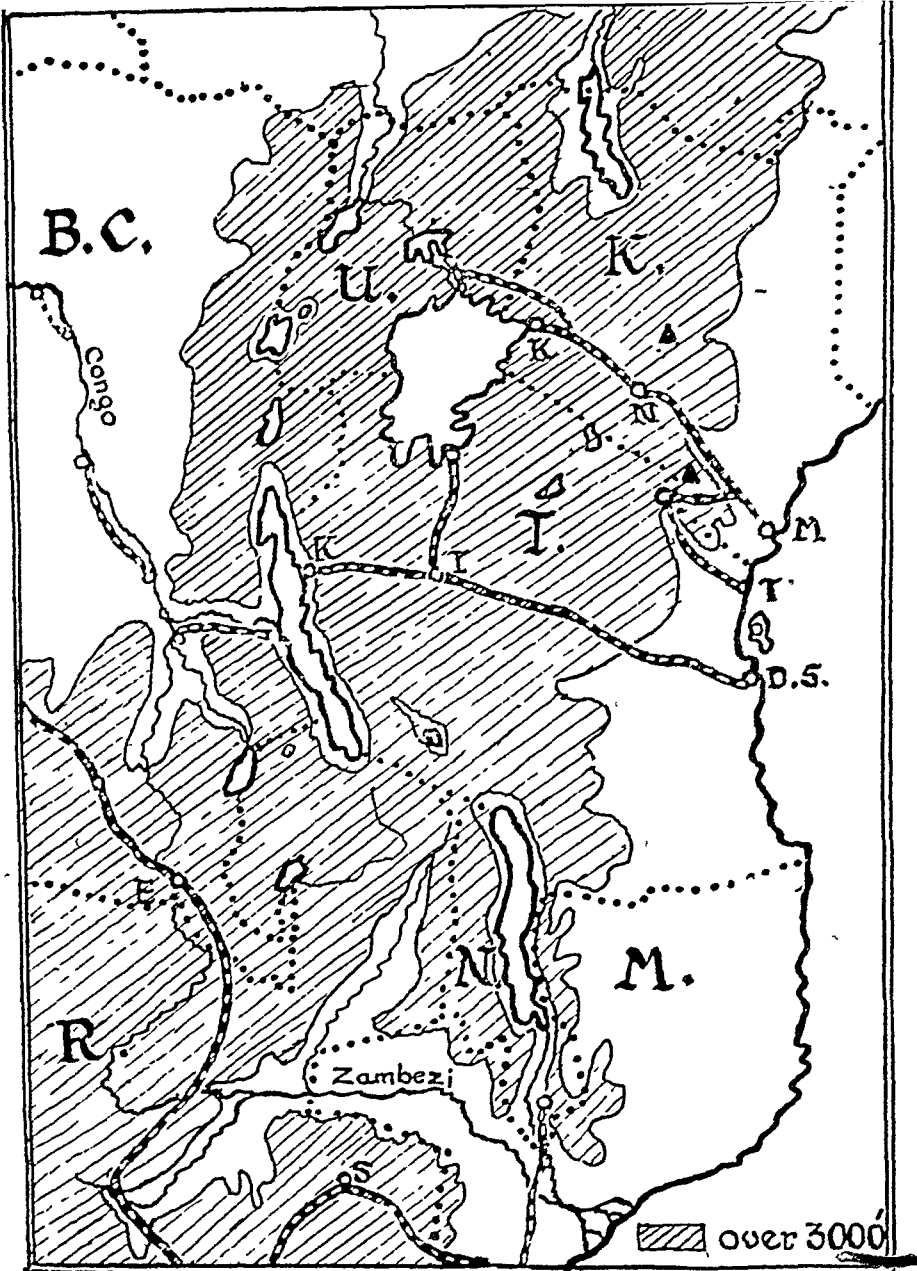 B.C.
K.
U.
Congo
K
N
T.
M
K
I
T.
D.S.
E
N
M.
R
Zambezi
S
over 3000'